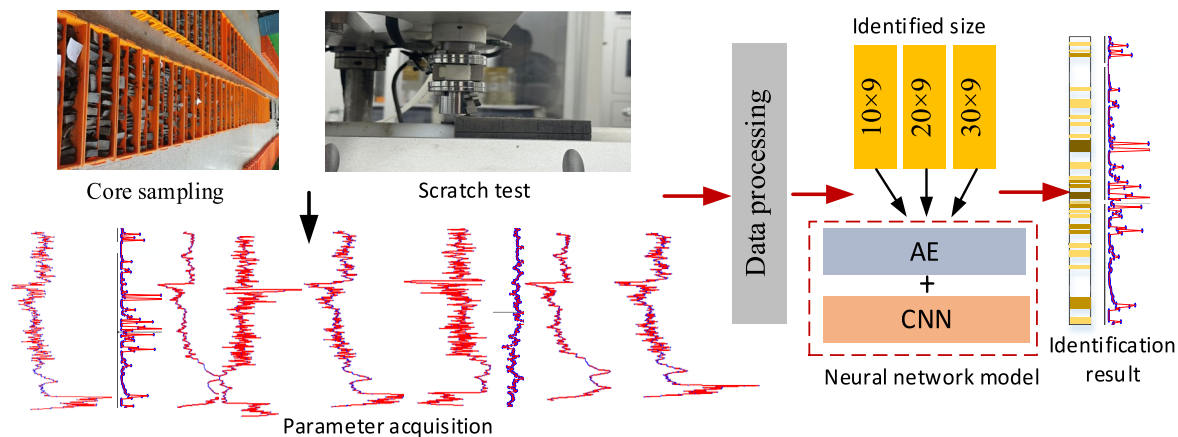 Core sampling
Scratch test
Parameter acquisition
Data processing
Identified size
10×9
20×9
30×9
AE
+
CNN
Neural network model
Identification
result